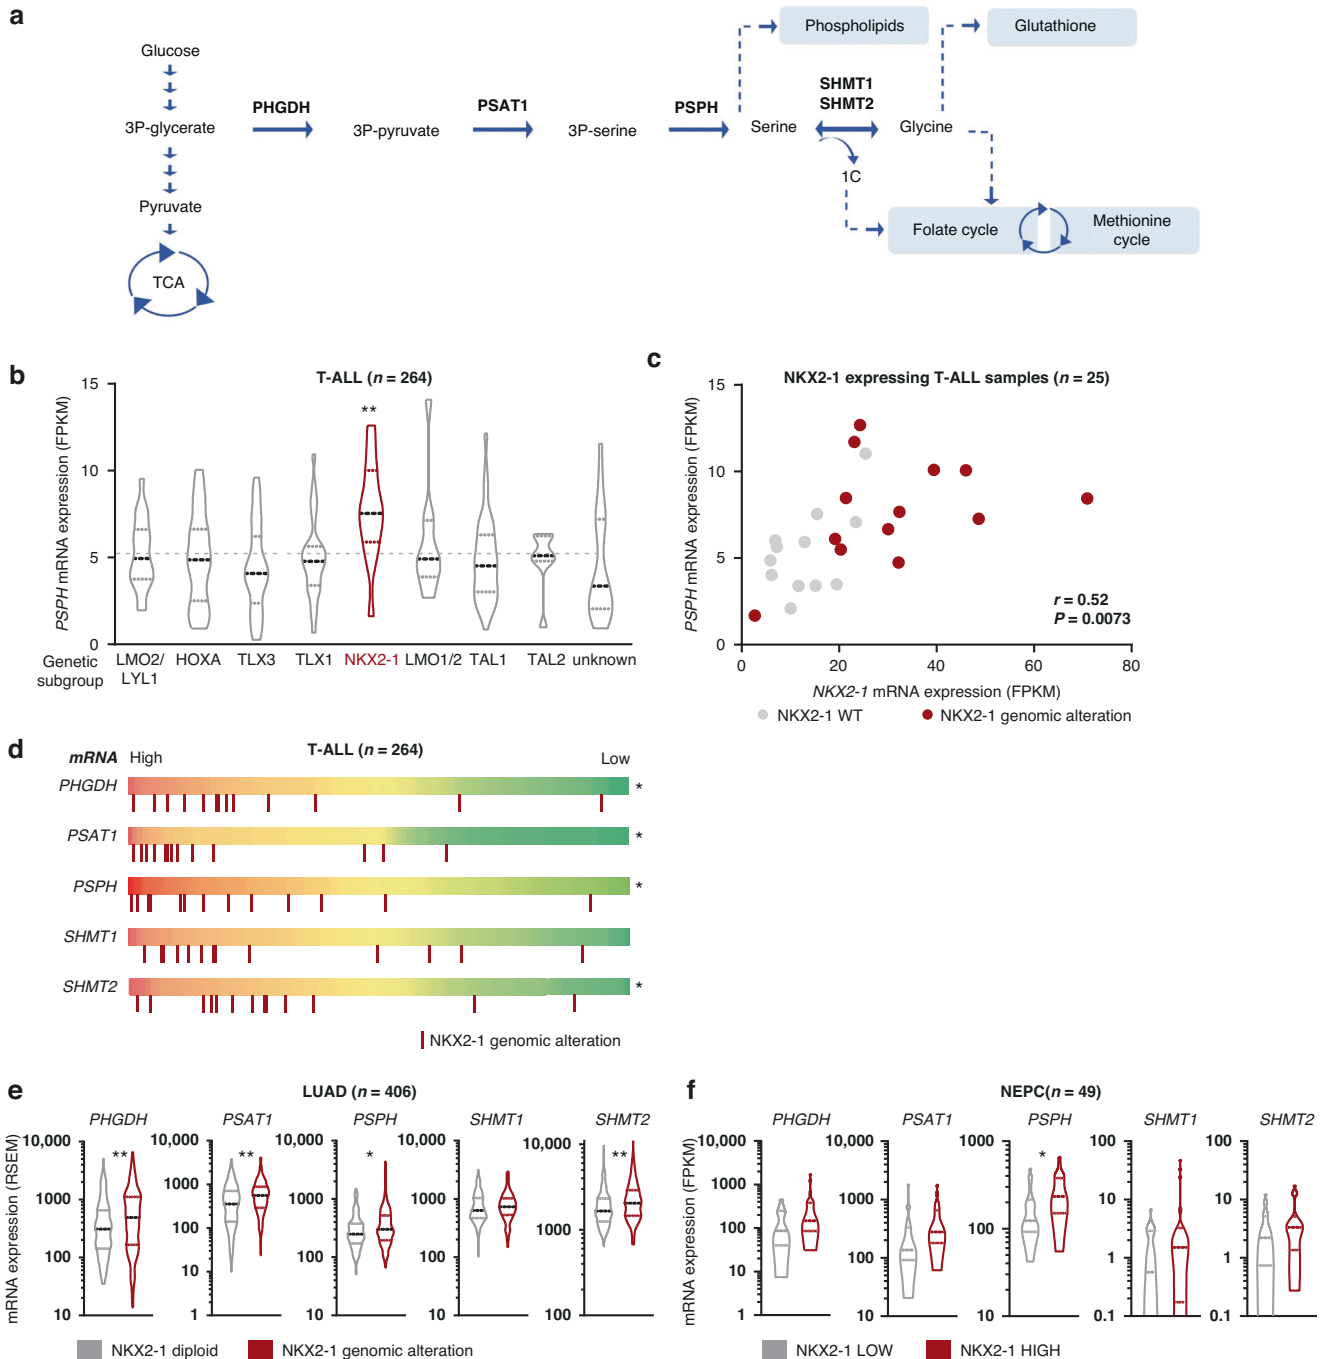 a
Glucose
3P-glycerate
Pyruvate
TCA
PHGDH
3P-pyruvate
PSAT1
3P-serine
PSPH
Serine
SHMT1
SHMT2
Glycine
1C
Phospholipids
Glutathione
Folate cycle
Methionine
cycle
b
T-ALL (n = 264)
PSPH mRNA expression (FPKM)
15
10
5
0
**
Genetic
subgroup
LMO2/
LYL1
HOXA
TLX3
TLX1
NKX2-1
LMO1/2
TAL1
TAL2
unknown
c
NKX2-1 expressing T-ALL samples (n = 25)
PSPH mRNA expression (FPKM)
15
10
5
0
r = 0.52
P = 0.0073
0
20
40
60
80
NKX2-1 mRNA expression (FPKM)
NKX2-1 WT
NKX2-1 genomic alteration
d
T-ALL (n = 264)
mRNA
High
Low
PHGDH
*
PSAT1
*
PSPH
*
SHMT1
SHMT2
*
NKX2-1 genomic alteration
e
LUAD (n = 406)
mRNA expression (RSEM)
PHGDH
10,000
1000
100
10
**
PSAT1
10,000
1000
100
10
1
**
PSPH
10,000
1000
100
10
*
SHMT1
10,000
1000
100
10
SHMT2
10,000
1000
100
**
NKX2-1 diploid
NKX2-1 genomic alteration
f
NEPC(n = 49)
mRNA expression (FPKM)
PHGDH
10,000
1000
100
10
1
PSAT1
10,000
1000
100
10
1
PSPH
1000
100
10
*
SHMT1
100
10
1
0.1
SHMT2
100
10
1
0.1
NKX2-1 LOW
NKX2-1 HIGH